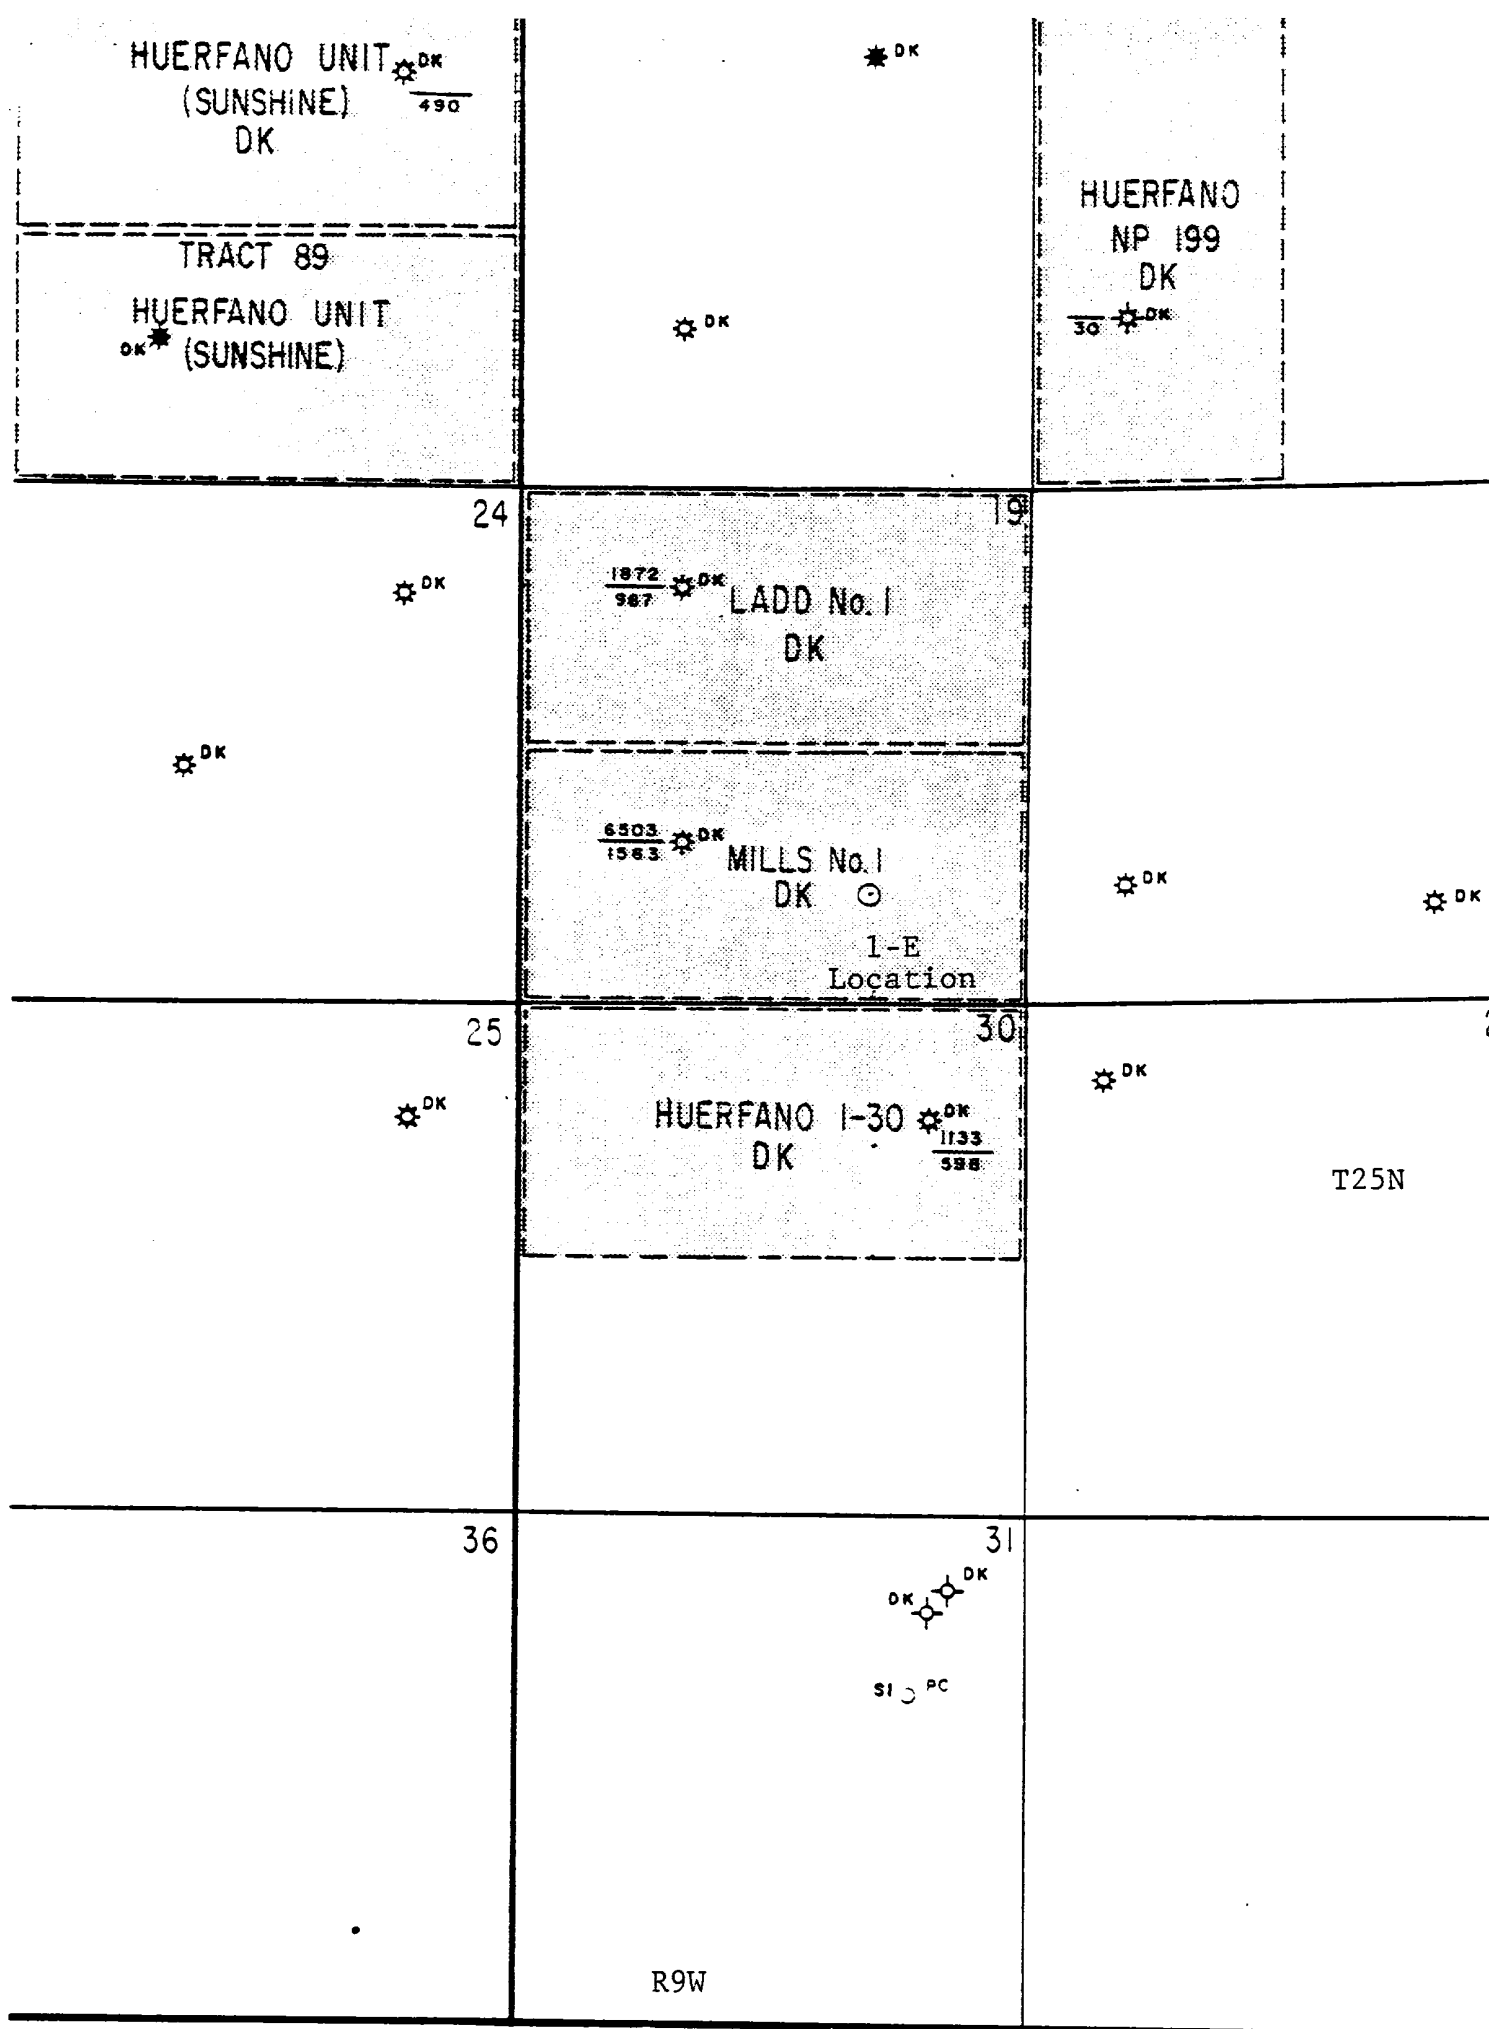 HUERFANO UNIT
(SUNSHINE)
DK
DK
490
DK
TRACT 89
HUERFANO UNIT
(SUNSHINE)
DK
DK
HUERFANO
NP 199
DK
30 DK
24
19
DK
1872
987
DK
LADD No. 1
DK
DK
6503
1563
DK
MILLS No. 1
DK
1-E
Location
DK
DK
25
30
DK
HUERFANO 1-30
DK
DK
1133
598
DK
T25N
36
31
DK
DK
SI PC
R9W